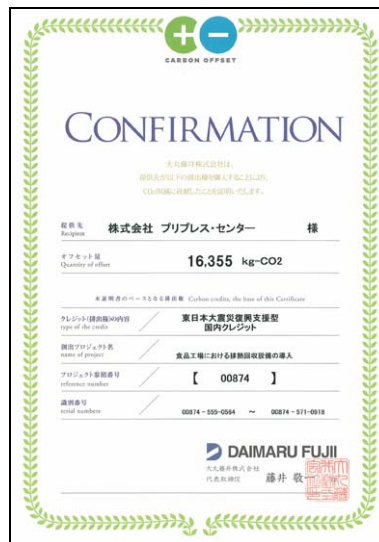 CARBON OFFSET
CONFIRMATION
大丸藤井株式会社は、
提供先が以下の排出権を購入することにより、
CO2削減に貢献したことを証明いたします。
提供先 株式会社 プリプレス・センター 様
Recipient
オフセット量 16,355 kg-CO2
Quantity of offset
本証明書のベースとなる排出権 Carbon credits, the base of this Certificate
クレジット(排出権)の内容 東日本大震災復興支援型
type of the credit 国内クレジット
創出プロジェクト名
name of project 食品工場における排熱回収設備の導入
プロジェクト整理番号 【 00874 】
reference number
識別番号
serial numbers 00874-555-0564 ~ 00874-571-0918
DAIMARU FUJII
大丸藤井株式会社
代表取締役 藤井 敬一